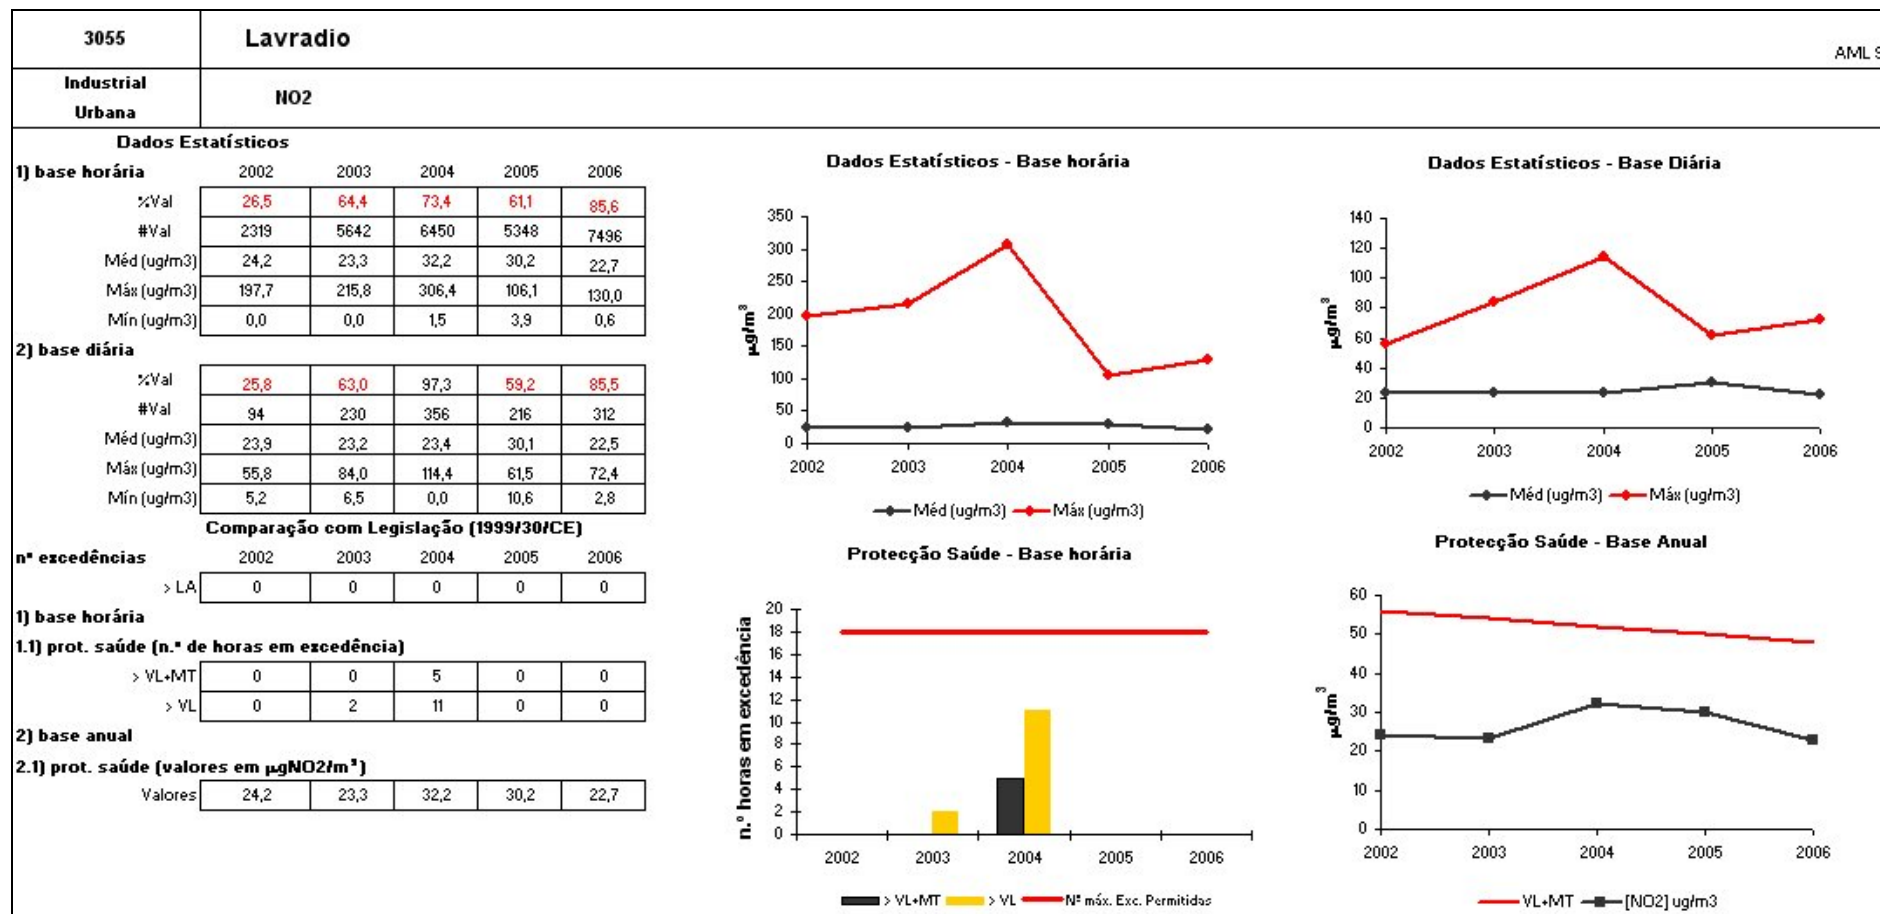 3055 Lavradio
AML S
Industrial
Urbana
NO2
Dados Estatísticos
1) base horária 2002 2003 2004 2005 2006
%Val 26,5 64,4 73,4 61,1 85,6
#Val 2319 5642 6450 5348 7496
Méd (ug/m3) 24,2 23,3 32,2 30,2 22,7
Máx (ug/m3) 197,7 215,8 306,4 106,1 130,0
Mín (ug/m3) 0,0 0,0 1,5 3,9 0,6
2) base diária
%Val 25,8 63,0 97,3 59,2 85,5
#Val 94 230 356 216 312
Méd (ug/m3) 23,9 23,2 23,4 30,1 22,5
Máx (ug/m3) 55,8 84,0 114,4 61,5 72,4
Mín (ug/m3) 5,2 6,5 0,0 10,6 2,8
Comparação com Legislação (1999/30/CE)
nº excedências 2002 2003 2004 2005 2006
> LA 0 0 0 0 0
1) base horária
1.1) prot. saúde (n.º de horas em excedência)
> VL+MT 0 0 5 0 0
> VL 0 2 11 0 0
2) base anual
2.1) prot. saúde (valores em µgNO2/m³)
Valores 24,2 23,3 32,2 30,2 22,7
Dados Estatísticos - Base horária
350
300
250
200
150
100
50
0
µg/m³
2002 2003 2004 2005 2006
Méd (ug/m3) Máx (ug/m3)
Dados Estatísticos - Base Diária
140
120
100
80
60
40
20
0
µg/m³
2002 2003 2004 2005 2006
Méd (ug/m3) Máx (ug/m3)
Protecção Saúde - Base horária
20
18
16
14
12
10
8
6
4
2
0
n.º horas em excedência
2002 2003 2004 2005 2006
> VL+MT > VL Nº máx. Exc. Permitidas
Protecção Saúde - Base Anual
60
50
40
30
20
10
0
µg/m³
2002 2003 2004 2005 2006
VL+MT [NO2] ug/m3